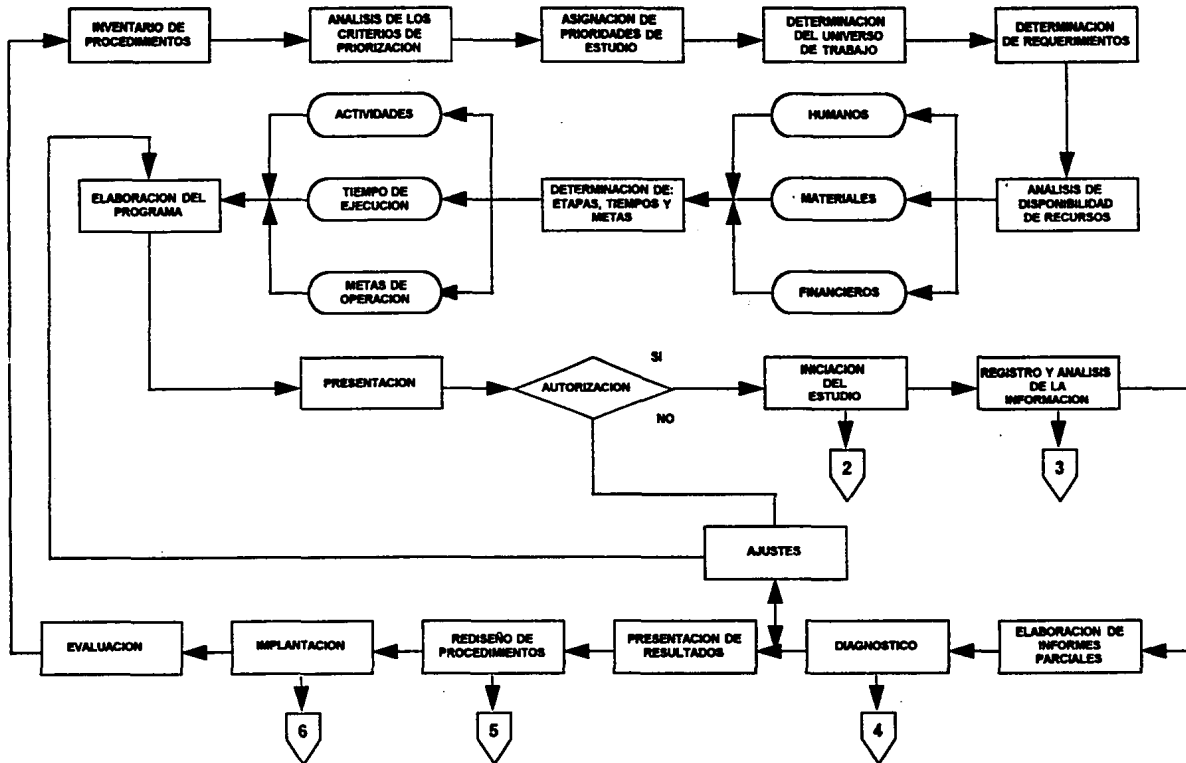 INVENTARIO DE
PROCEDIMIENTOS
ANALISIS DE LOS
CRITERIOS DE
PRIORIZACION
ASIGNACION DE
PRIORIDADES DE
ESTUDIO
DETERMINACION
DEL UNIVERSO
DE TRABAJO
DETERMINACION
DE REQUERIMIENTOS
ACTIVIDADES
HUMANOS
ELABORACION DEL
PROGRAMA
TIEMPO DE
EJECUCION
DETERMINACION DE:
ETAPAS, TIEMPOS Y
METAS
MATERIALES
ANALISIS DE
DISPONIBILIDAD
DE RECURSOS
METAS DE
OPERACION
FINANCIEROS
PRESENTACION
AUTORIZACION
SI
NO
INICIACION
DEL
ESTUDIO
REGISTRO Y ANALISIS
DE LA
INFORMACION
2
3
AJUSTES
EVALUACION
IMPLANTACION
REDISEÑO DE
PROCEDIMIENTOS
PRESENTACION DE
RESULTADOS
DIAGNOSTICO
ELABORACION DE
INFORMES
PARCIALES
6
5
4